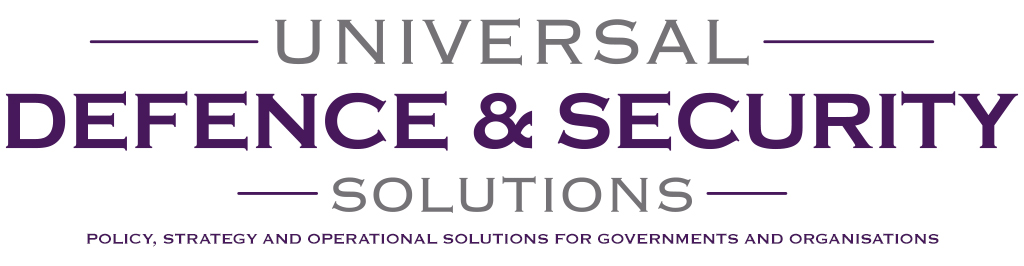 UNIVERSAL
DEFENCE & SECURITY
SOLUTIONS
POLICY, STRATEGY AND OPERATIONAL SOLUTIONS FOR GOVERNMENTS AND ORGANISATIONS